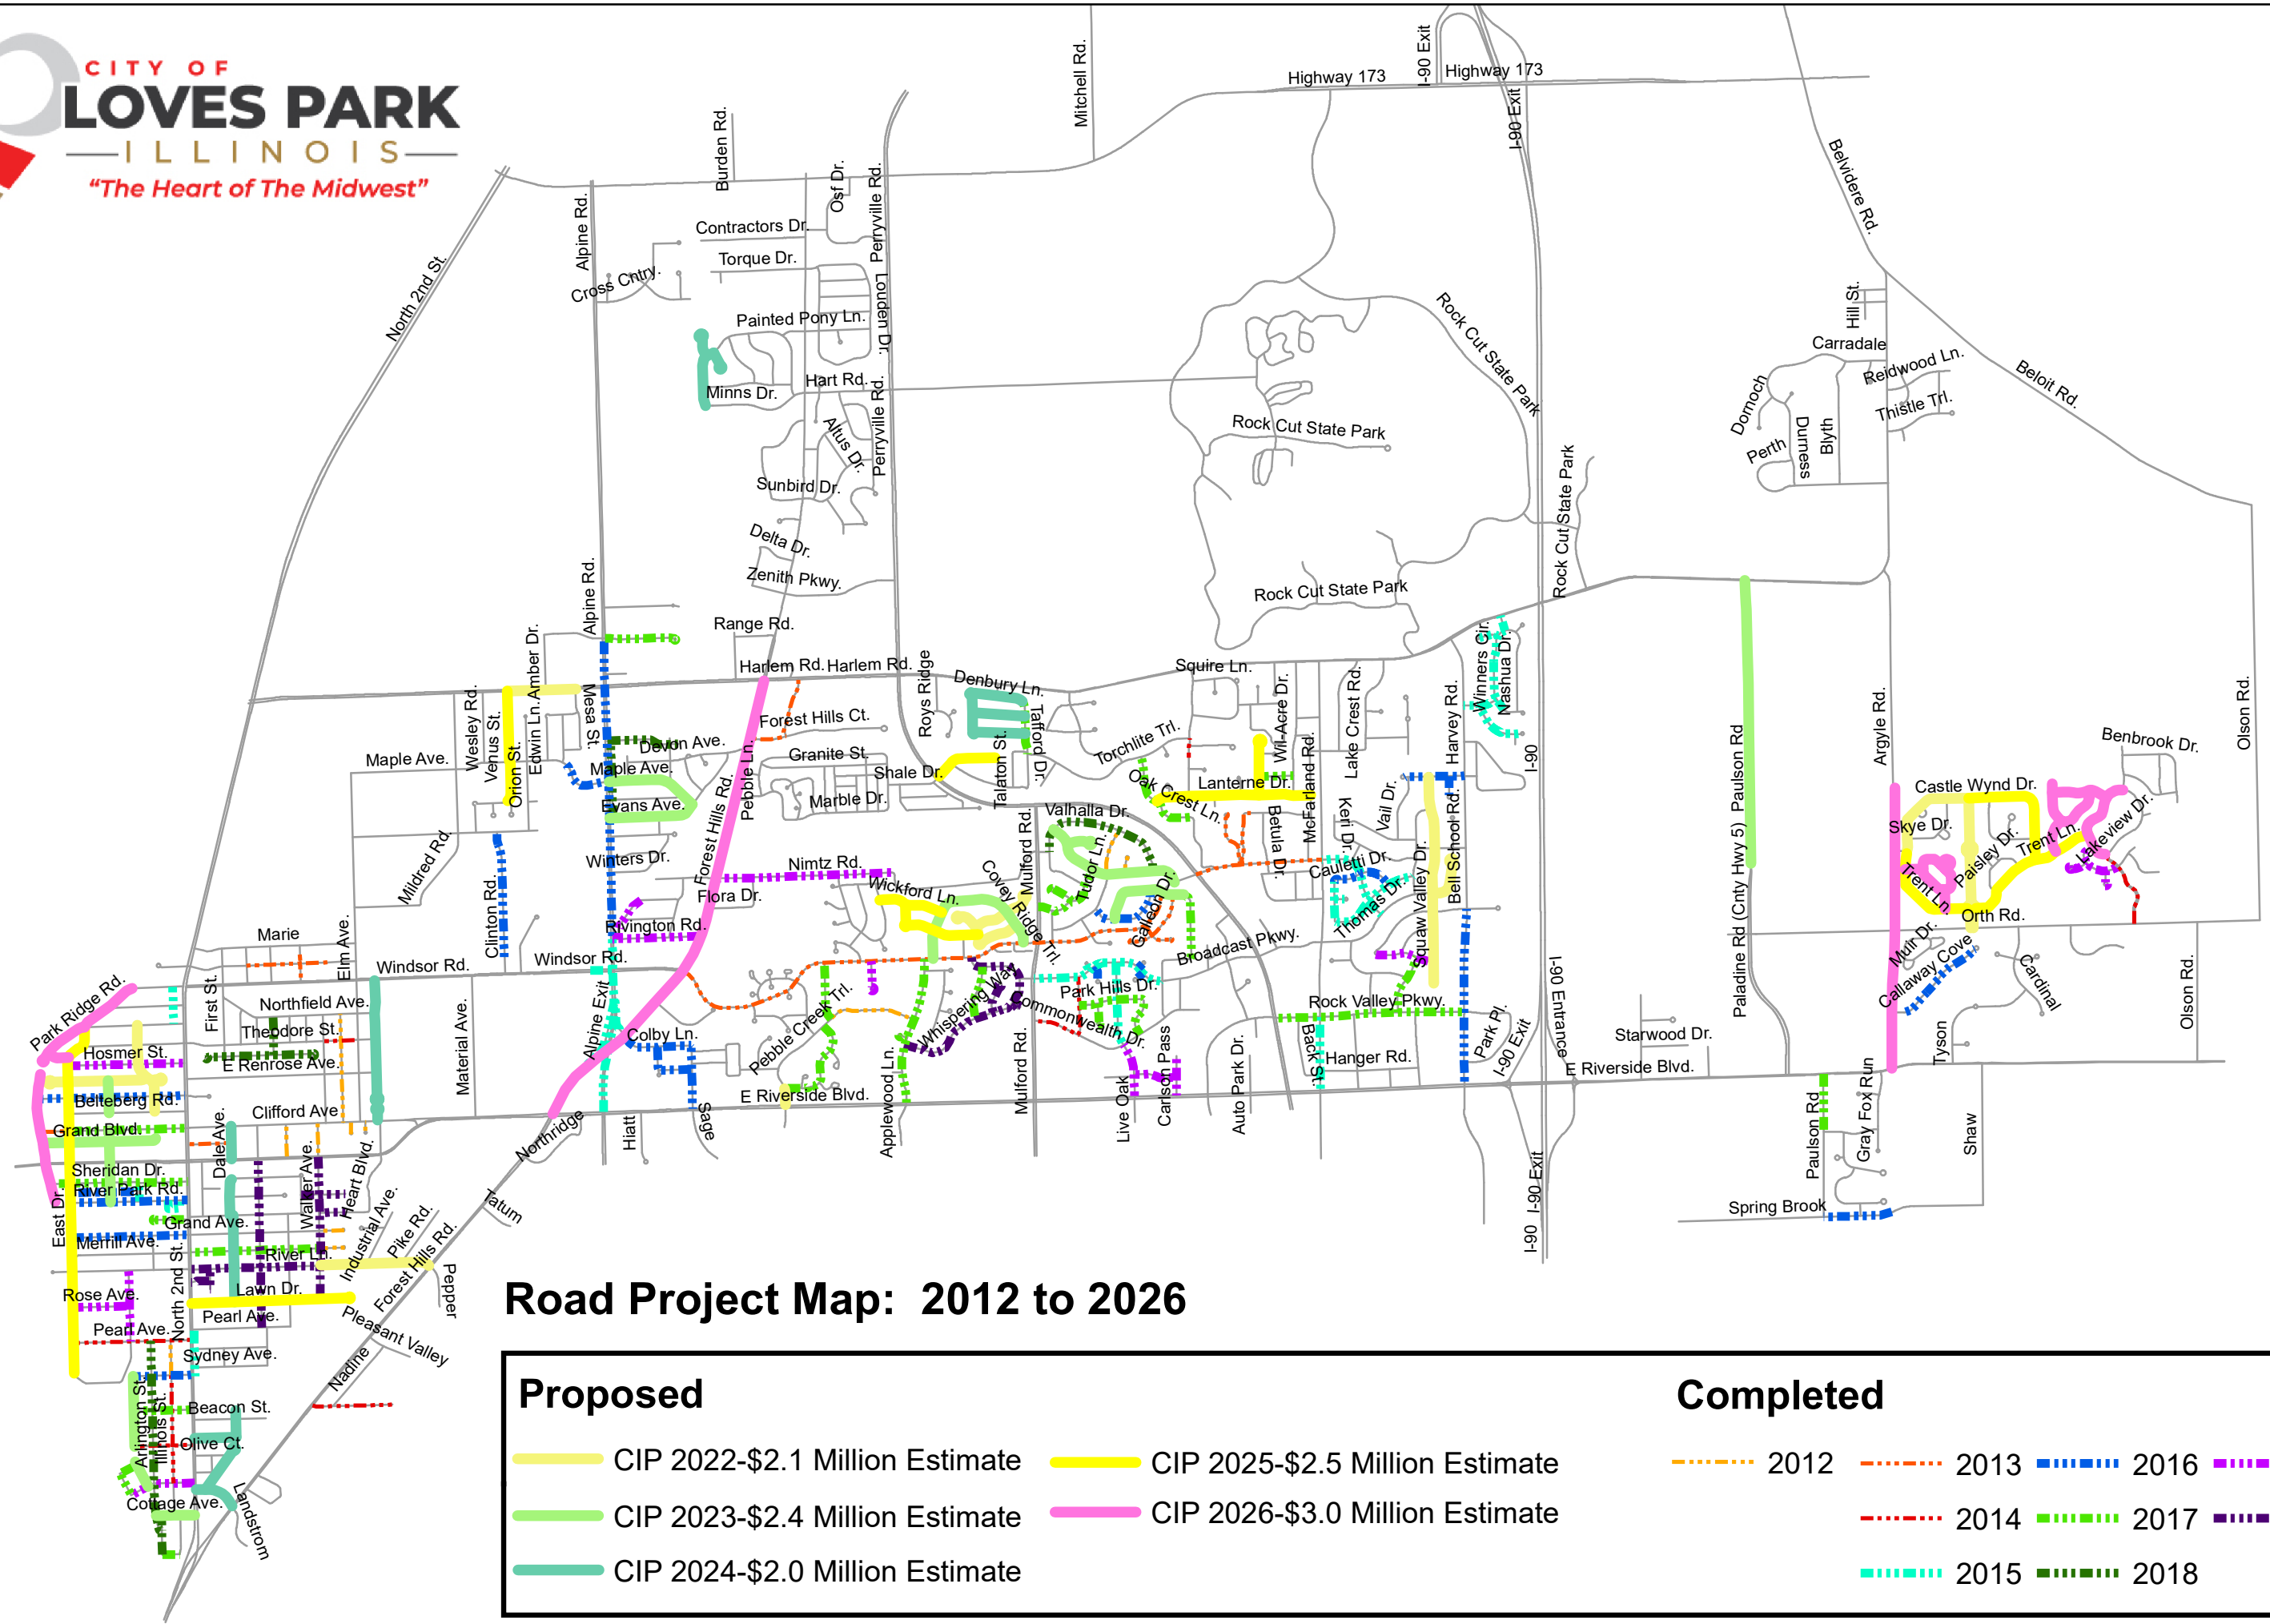 CITY OF
LOVES PARK
ILLINOIS
“The Heart of The Midwest”
Highway 173
Highway 173
I-90 Exit
I-90 Exit
Mitchell Rd.
Burden Rd.
Osf Dr.
Perryville Rd.
Alpine Rd.
Contractors Dr.
Torque Dr.
Cross Cntry.
Louden Dr.
Painted Pony Ln.
Minns Dr.
Hart Rd.
Perryville Rd.
Altus Dr.
Sunbird Dr.
Delta Dr.
Zenith Pkwy.
North 2nd St.
Belvidere Rd.
Rock Cut State Park
Rock Cut State Park
Rock Cut State Park
Rock Cut State Park
Hill St.
Carradale
Reidwood Ln.
Thistle Trl.
Beloit Rd.
Dornoch
Perth
Durness
Blyth
Alpine Rd.
Range Rd.
Harlem Rd.
Harlem Rd.
Amber Dr.
Edwin Ln.
Wesley Rd.
Venus St.
Orion St.
Mesa St.
Maple Ave.
Devon Ave.
Maple Ave.
Evans Ave.
Winters Dr.
Forest Hills Ct.
Granite St.
Marble Dr.
Shale Dr.
Pebble Ln.
Forest Hills Rd.
Roys Ridge
Denbury Ln.
Tafford Dr.
Talaton St.
Torchlite Trl.
Squire Ln.
Wil-Acre Dr.
Lake Crest Rd.
Harvey Rd.
Winners Cir.
Nashua Dr.
I-90
Oak Crest Ln.
Lanterne Dr.
McFarland Rd.
Betula Dr.
Keri Dr.
Vail Dr.
Bell School Rd.
Squaw Valley Dr.
Cauletti Dr.
Thomas Dr.
Valhalla Dr.
Tudor Ln.
Mulford Rd.
Covey Ridge Trl.
Galleon Dr.
Broadcast Pkwy.
Nimtz Rd.
Wickford Ln.
Flora Dr.
Rivington Rd.
Mildred Rd.
Clinton Rd.
Marie
Elm Ave.
Windsor Rd.
Windsor Rd.
Park Ridge Rd.
First St.
Northfield Ave.
Theodore St.
Hosmer St.
E Renrose Ave.
Belteberg Rd.
Clifford Ave
Grand Blvd.
Dale Ave.
Sheridan Dr.
River Park Rd.
Walker Ave.
Heart Blvd.
East Dr.
Grand Ave.
Merrill Ave.
River Ln.
Industrial Ave.
Pike Rd.
Forest Hills Rd.
Rose Ave.
North 2nd St.
Lawn Dr.
Pearl Ave.
Pearl Ave.
Pepper
Pleasant Valley
Sydney Ave.
Nadine
Arlington St.
Illinois St.
Beacon St.
Olive Ct.
Cottage Ave.
Landstrom
Material Ave.
Alpine Exit
Colby Ln.
Northridge
Tatum
Hiatt
Sage
Pebble Creek Trl.
E Riverside Blvd.
Applewood Ln.
Whispering Way
Commonwealth Dr.
Park Hills Dr.
Mulford Rd.
Live Oak
Carlson Pass
Auto Park Dr.
Rock Valley Pkwy.
Back St.
Hanger Rd.
Park Pl.
I-90 Exit
I-90 Entrance
E Riverside Blvd.
Starwood Dr.
I-90 Exit
I-90
I-90 Exit
Paladine Rd (Cnty Hwy 5)
Paulson Rd
Argyle Rd.
Olson Rd.
Benbrook Dr.
Castle Wynd Dr.
Skye Dr.
Paisley Dr.
Trent Ln.
Lakeview Dr.
Trent Ln.
Orth Rd.
Muir Dr.
Callaway Cove
Cardinal
Olson Rd.
Tyson
Paulson Rd
Gray Fox Run
Shaw
Spring Brook
Road Project Map: 2012 to 2026
Proposed
CIP 2022-$2.1 Million Estimate
CIP 2023-$2.4 Million Estimate
CIP 2024-$2.0 Million Estimate
CIP 2025-$2.5 Million Estimate
CIP 2026-$3.0 Million Estimate
Completed
2012
2013
2014
2015
2016
2017
2018